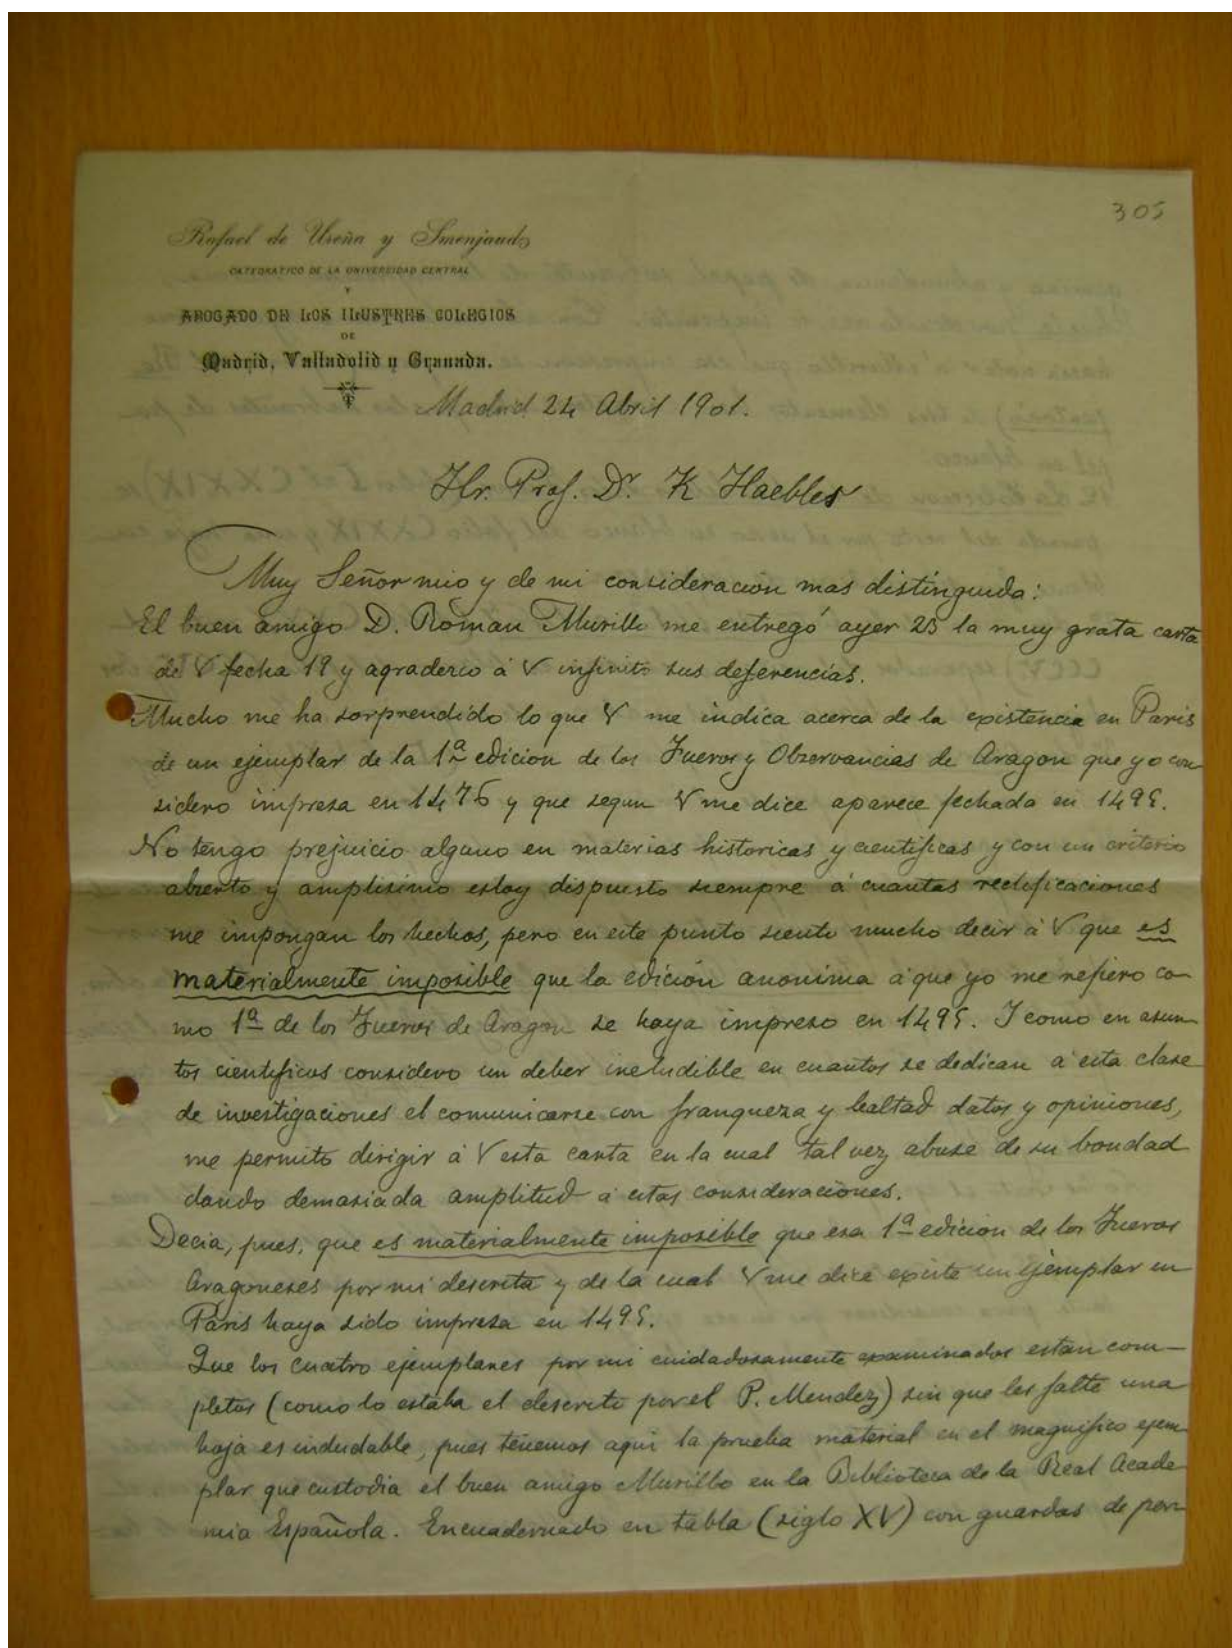 305
Rafael de Ureña y Smenjaud
CATEDRATICO DE LA UNIVERSIDAD CENTRAL
Y
ABOGADO DE LOS ILUSTRES COLEGIOS
DE
Madrid, Valladolid y Granada.
Madrid 24 Abril 1901.
Hr. Prof. Dr. K Haebler
Muy Señor mio y de mi consideración mas distinguida:
El buen amigo D. Roman Murillo me entregó ayer 23 la muy grata carta
de V fecha 19 y agradezco á V infinito sus deferencias.
Mucho me ha sorprendido lo que V me indica acerca de la existencia en Paris
de un ejemplar de la 1ª edicion de los Fueros y Observancias de Aragon que yo con
sidero impresa en 1476 y que segun V me dice aparece fechada en 1495.
No tengo prejuicio alguno en materias historicas y cientificas y con un criterio
abierto y amplisimo estoy dispuesto siempre á cuantas rectificaciones
me impongan los hechos, pero en este punto siento mucho decir á V que es
materialmente imposible que la edición anonima á que yo me refiero co-
mo 1ª de los Fueros de Aragon se haya impreso en 1495. I como en asun-
tos cientificos considero un deber ineludible en cuantos se dedican á esta clase
de investigaciones el comunicarse con franqueza y lealtad datos y opiniones,
me permito dirigir á V esta carta en la cual tal vez abuse de su bondad
dando demasiada amplitud á estas consideraciones.
Decia, pues, que es materialmente imposible que esa 1ª edicion de los Fueros
Aragoneses por mi descrita y de la cual V me dice existe un ejemplar en
Paris haya sido impresa en 1495.
Que los cuatro ejemplares por mi cuidadosamente examinados estan com-
pletos (como lo estaba el descrito por el P. Mendez) sin que les falte una
hoja es indudable, pues tenemos aqui la prueba material en el magnifico ejem
plar que custodia el buen amigo Murillo en la Biblioteca de la Real Acade
mia Española. Encuadernado en tabla (siglo XV) con guardas de per-